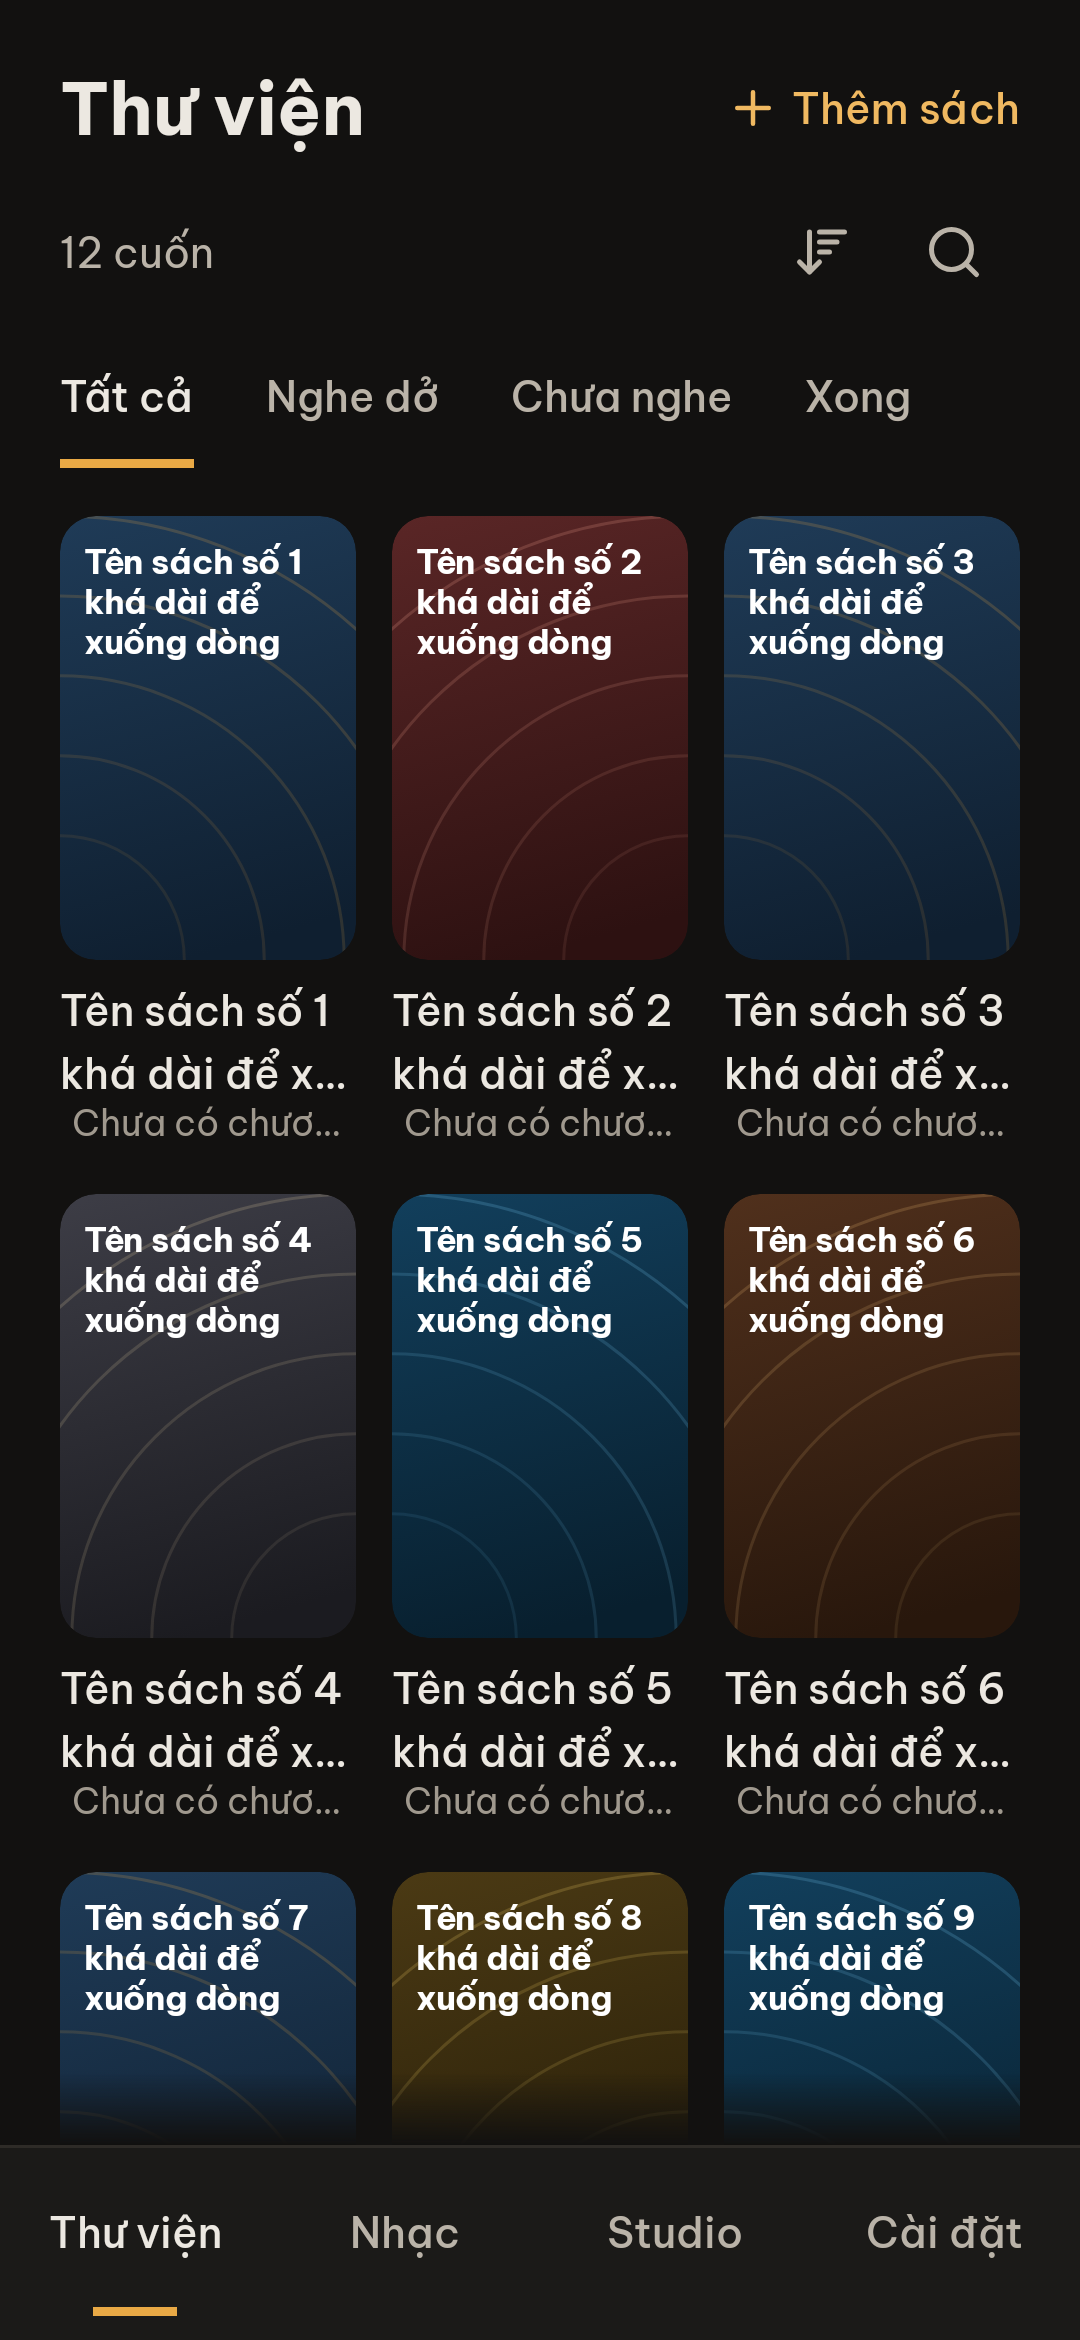 Thư viện
Thêm sách
12 cuốn
Tất cả Nghe dở Chưa nghe Xong
Tên sách số 1
khá dài để
xuống dòng
Tên sách số 2
khá dài để
xuống dòng
Tên sách số 3
khá dài để
xuống dòng
Tên sách số 1
khá dài để x...
Chưa có chươ...
Tên sách số 2
khá dài để x...
Chưa có chươ...
Tên sách số 3
khá dài để x...
Chưa có chươ...
Tên sách số 4
khá dài để
xuống dòng
Tên sách số 5
khá dài để
xuống dòng
Tên sách số 6
khá dài để
xuống dòng
Tên sách số 4
khá dài để x...
Chưa có chươ...
Tên sách số 5
khá dài để x...
Chưa có chươ...
Tên sách số 6
khá dài để x...
Chưa có chươ...
Tên sách số 7
khá dài để
xuống dòng
Tên sách số 8
khá dài để
xuống dòng
Tên sách số 9
khá dài để
xuống dòng
Thư viện Nhạc Studio Cài đặt